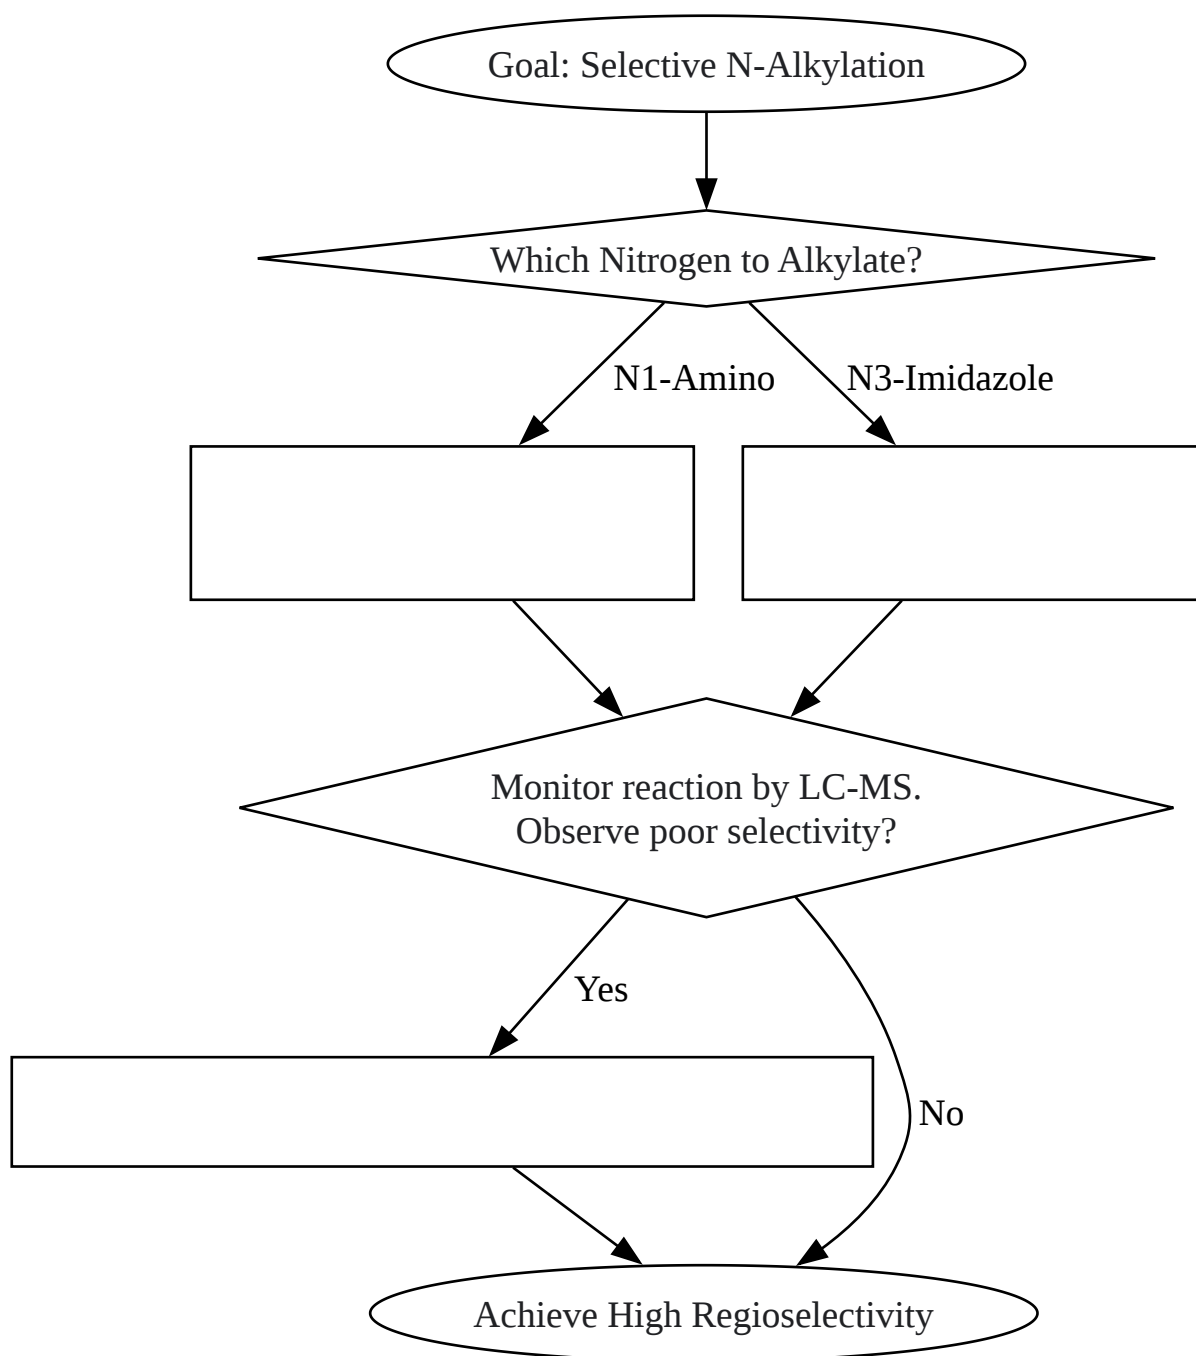 Goal: Selective N-Alkylation
Which Nitrogen to Alkylate?
N1-Amino
N3-Imidazole
Monitor reaction by LC-MS.
Observe poor selectivity?
Yes
No
Achieve High Regioselectivity